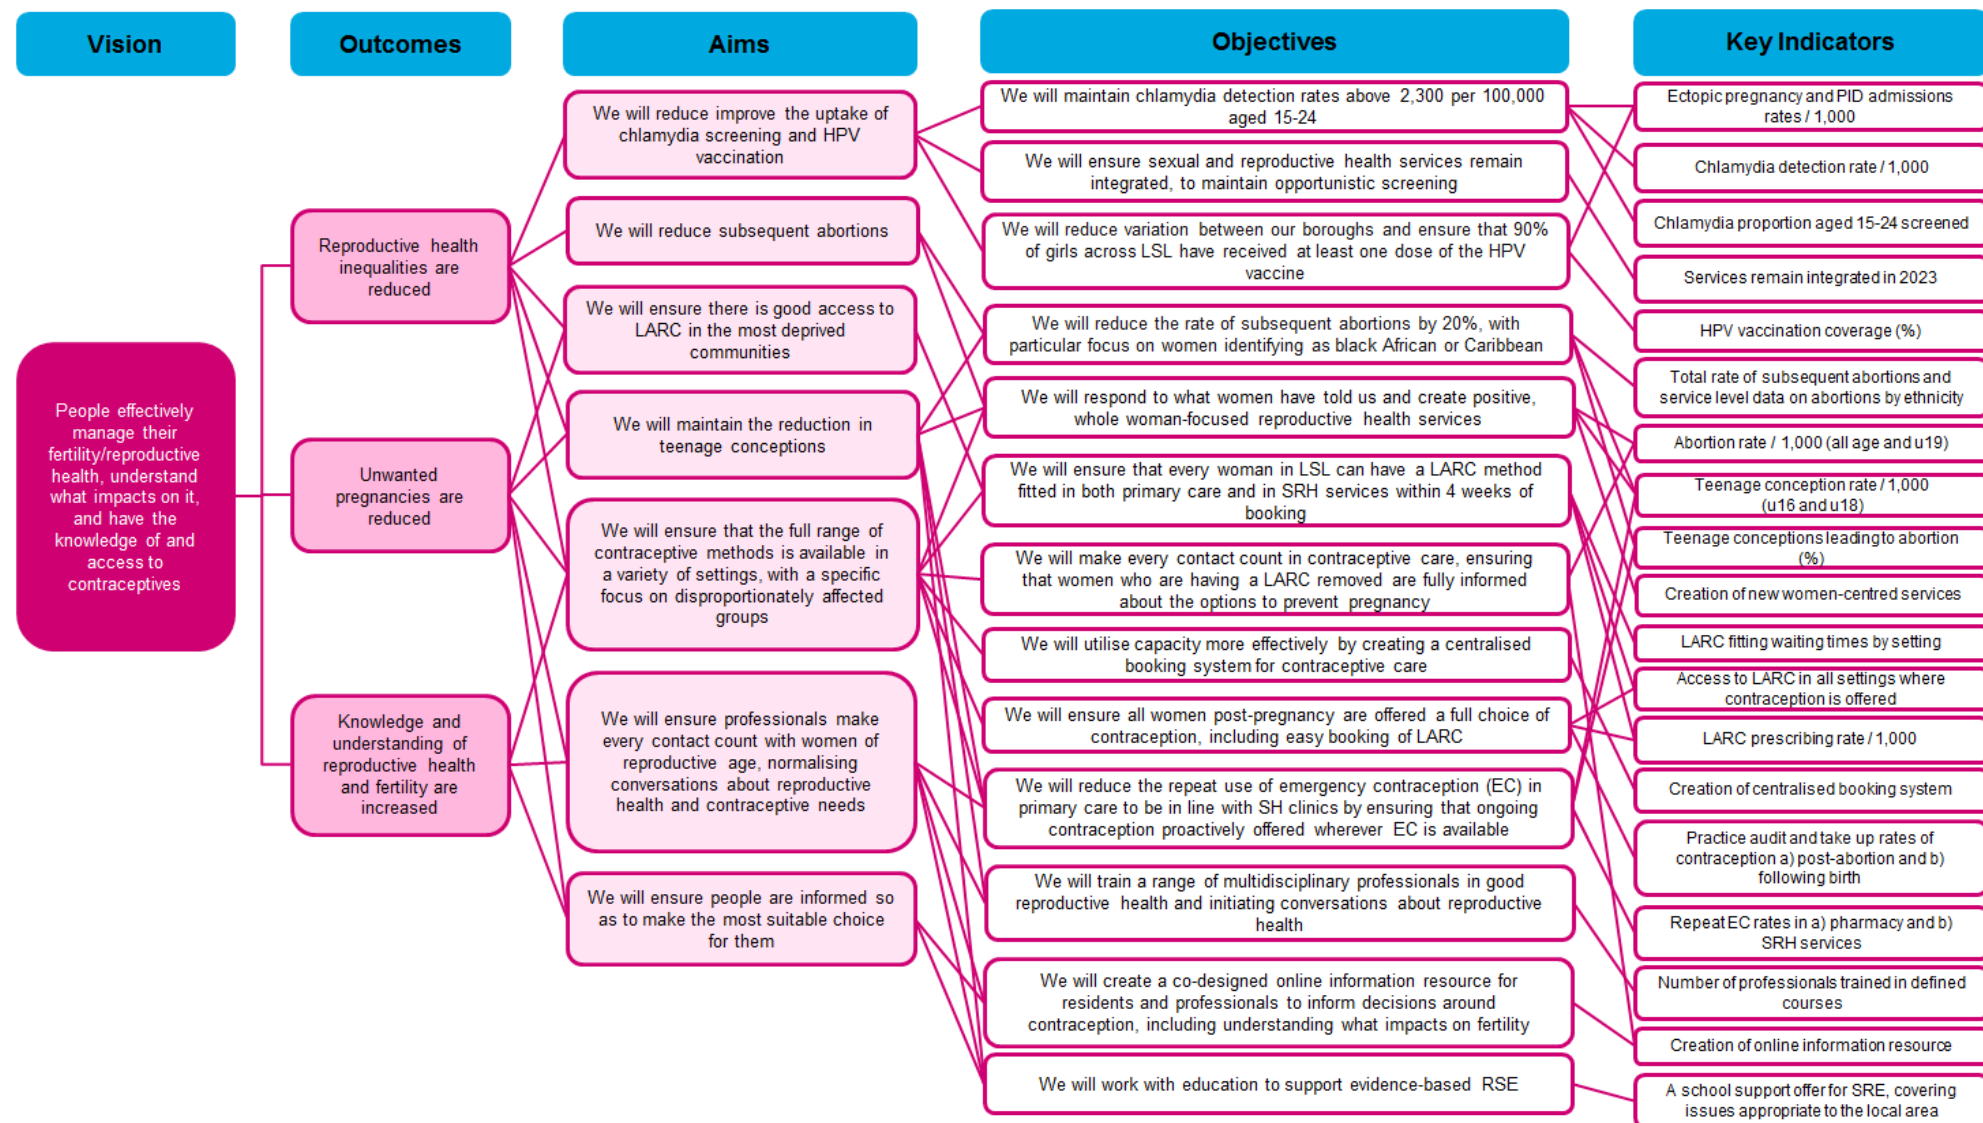 Vision
Outcomes
Aims
Objectives
Key Indicators
People effectively
manage their
fertility/reproductive
health, understand
what impacts on it,
and have the
knowledge of and
access to
contraceptives
Reproductive health
inequalities are
reduced
Unwanted
pregnancies are
reduced
Knowledge and
understanding of
reproductive health
and fertility are
increased
We will reduce improve the uptake of
chlamydia screening and HPV
vaccination
We will reduce subsequent abortions
We will ensure there is good access to
LARC in the most deprived
communities
We will maintain the reduction in
teenage conceptions
We will ensure that the full range of
contraceptive methods is available in
a variety of settings, with a specific
focus on disproportionately affected
groups
We will ensure professionals make
every contact count with women of
reproductive age, normalising
conversations about reproductive
health and contraceptive needs
We will ensure people are informed so
as to make the most suitable choice
for them
We will maintain chlamydia detection rates above 2,300 per 100,000
aged 15-24
We will ensure sexual and reproductive health services remain
integrated, to maintain opportunistic screening
We will reduce variation between our boroughs and ensure that 90%
of girls across LSL have received at least one dose of the HPV
vaccine
We will reduce the rate of subsequent abortions by 20%, with
particular focus on women identifying as black African or Caribbean
We will respond to what women have told us and create positive,
whole woman-focused reproductive health services
We will ensure that every woman in LSL can have a LARC method
fitted in both primary care and in SRH services within 4 weeks of
booking
We will make every contact count in contraceptive care, ensuring
that women who are having a LARC removed are fully informed
about the options to prevent pregnancy
We will utilise capacity more effectively by creating a centralised
booking system for contraceptive care
We will ensure all women post-pregnancy are offered a full choice of
contraception, including easy booking of LARC
We will reduce the repeat use of emergency contraception (EC) in
primary care to be in line with SH clinics by ensuring that ongoing
contraception proactively offered wherever EC is available
We will train a range of multidisciplinary professionals in good
reproductive health and initiating conversations about reproductive
health
We will create a co-designed online information resource for
residents and professionals to inform decisions around
contraception, including understanding what impacts on fertility
We will work with education to support evidence-based RSE
Ectopic pregnancy and PID admissions
rates / 1,000
Chlamydia detection rate / 1,000
Chlamydia proportion aged 15-24 screened
Services remain integrated in 2023
HPV vaccination coverage (%)
Total rate of subsequent abortions and
service level data on abortions by ethnicity
Abortion rate / 1,000 (all age and u19)
Teenage conception rate / 1,000
(u16 and u18)
Teenage conceptions leading to abortion
(%)
Creation of new women-centred services
LARC fitting waiting times by setting
Access to LARC in all settings where
contraception is offered
LARC prescribing rate / 1,000
Creation of centralised booking system
Practice audit and take up rates of
contraception a) post-abortion and b)
following birth
Repeat EC rates in a) pharmacy and b)
SRH services
Number of professionals trained in defined
courses
Creation of online information resource
A school support offer for SRE, covering
issues appropriate to the local area